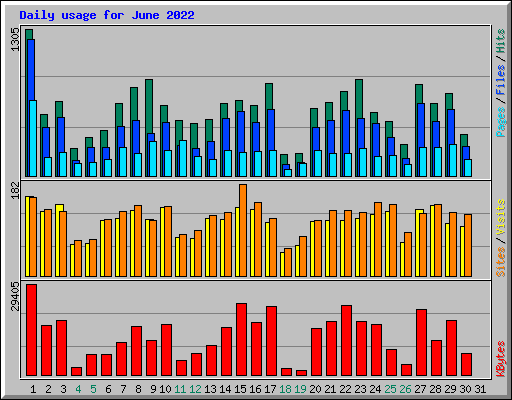 Daily usage for June 2022
1305
Pages / Files / Hits
182
Sites / Visits
29405
KBytes
1 2 3 4 5 6 7 8 9 10 11 12 13 14 15 16 17 18 19 20 21 22 23 24 25 26 27 28 29 30 31